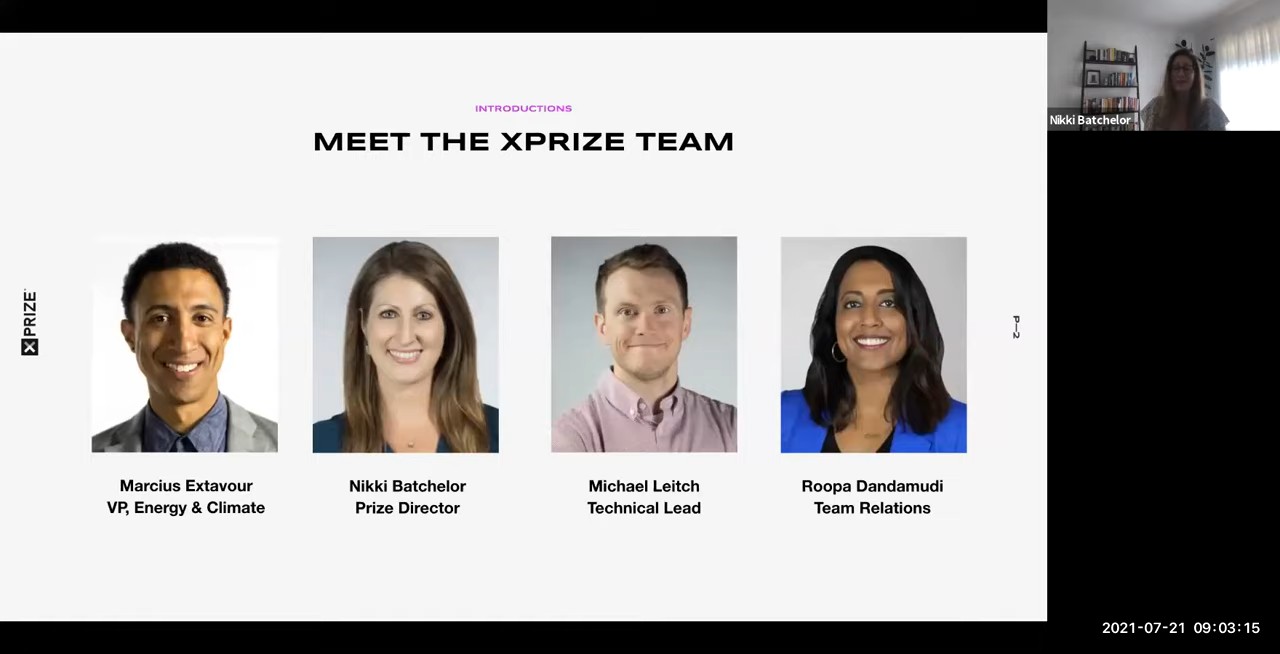 INTRODUCTIONS
MEET THE XPRIZE TEAM
Marcius Extavour
VP, Energy & Climate
Nikki Batchelor
Prize Director
Michael Leitch
Technical Lead
Roopa Dandamudi
Team Relations
XPRIZE
P—2
Nikki Batchelor
2021-07-21 09:03:15